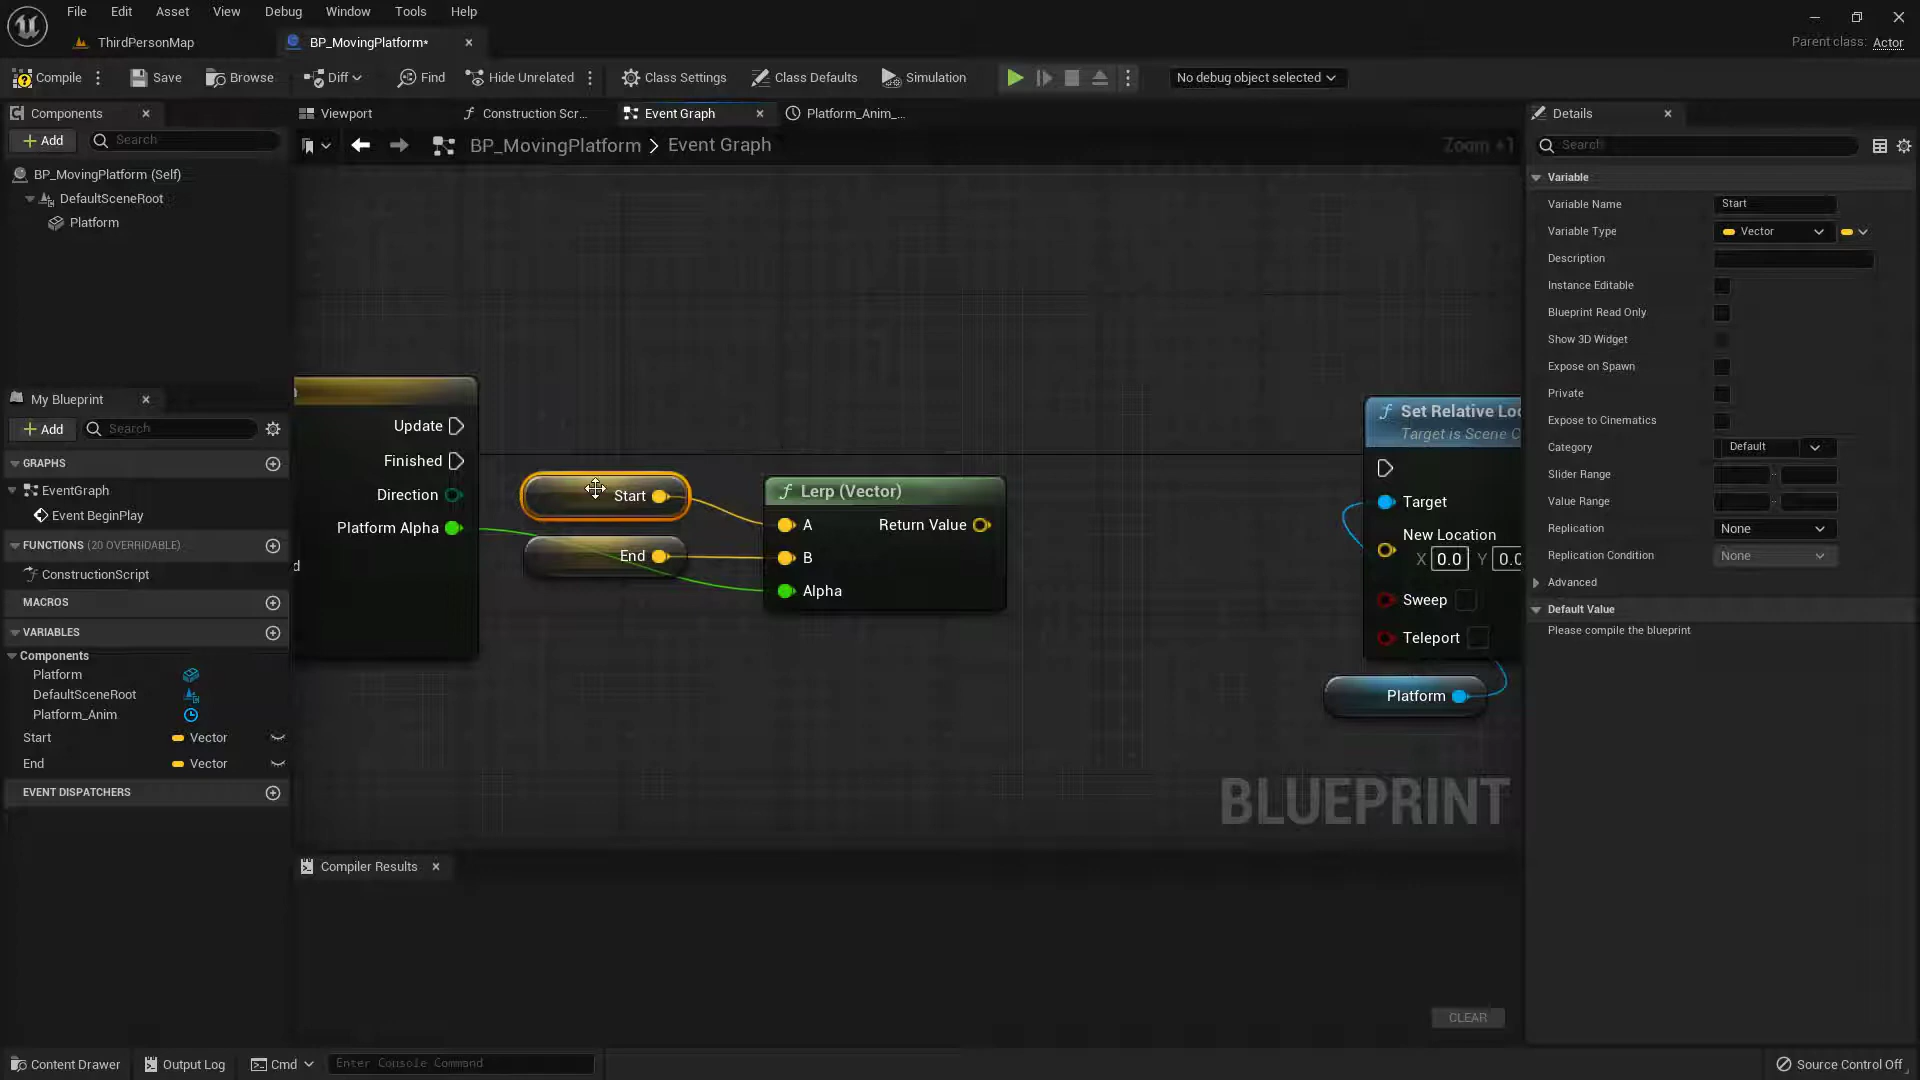 File Edit Asset View Debug Window Tools Help
ThirdPersonMap
BP_MovingPlatform*
Parent class: Actor
Compile
Save
Browse
Diff
Find
Hide Unrelated
Class Settings
Class Defaults
Simulation
No debug object selected
Components
Add
Search
BP_MovingPlatform (Self)
DefaultSceneRoot
Platform
My Blueprint
Add
Search
GRAPHS
EventGraph
Event BeginPlay
FUNCTIONS (20 OVERRIDABLE)
ConstructionScript
MACROS
VARIABLES
Components
Platform
DefaultSceneRoot
Platform_Anim
Start Vector
End Vector
EVENT DISPATCHERS
Viewport
Construction Scr...
Event Graph
Platform_Anim_...
BP_MovingPlatform > Event Graph
Zoom +1
Update
Finished
Direction
Platform Alpha
d
Start
End
Lerp (Vector)
A Return Value
B
Alpha
Set Relative Loc
Target is Scene C
Target
New Location
X 0.0 Y 0.0
Sweep
Teleport
Platform
BLUEPRINT
Compiler Results
CLEAR
Details
Search
Variable
Variable Name Start
Variable Type Vector
Description
Instance Editable
Blueprint Read Only
Show 3D Widget
Expose on Spawn
Private
Expose to Cinematics
Category Default
Slider Range
Value Range
Replication None
Replication Condition None
Advanced
Default Value
Please compile the blueprint
Content Drawer
Output Log
Cmd
Enter Console Command
Source Control Off